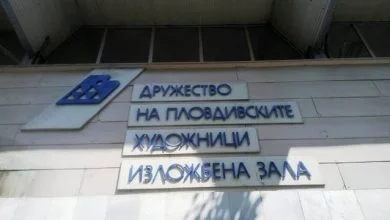 ДРУЖЕСТВО
НА ПЛОВДИВСКИТЕ
ХУДОЖНИЦИ
ИЗЛОЖБЕНА ЗАЛА